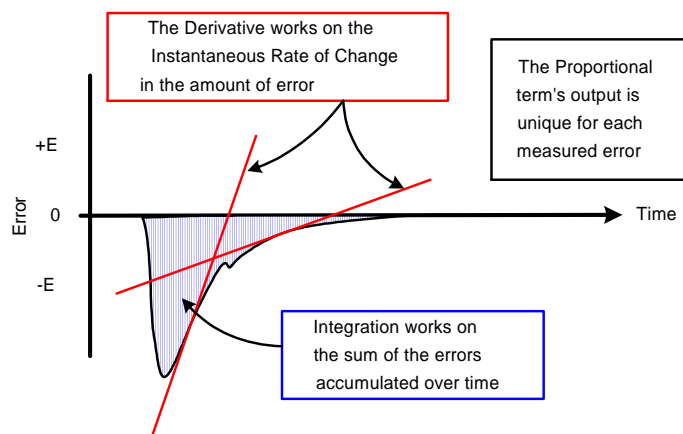 The Derivative works on the
Instantaneous Rate of Change
in the amount of error
The Proportional
term's output is
unique for each
measured error
+E
0
-E
Error
Time
Integration works on
the sum of the errors
accumulated over time